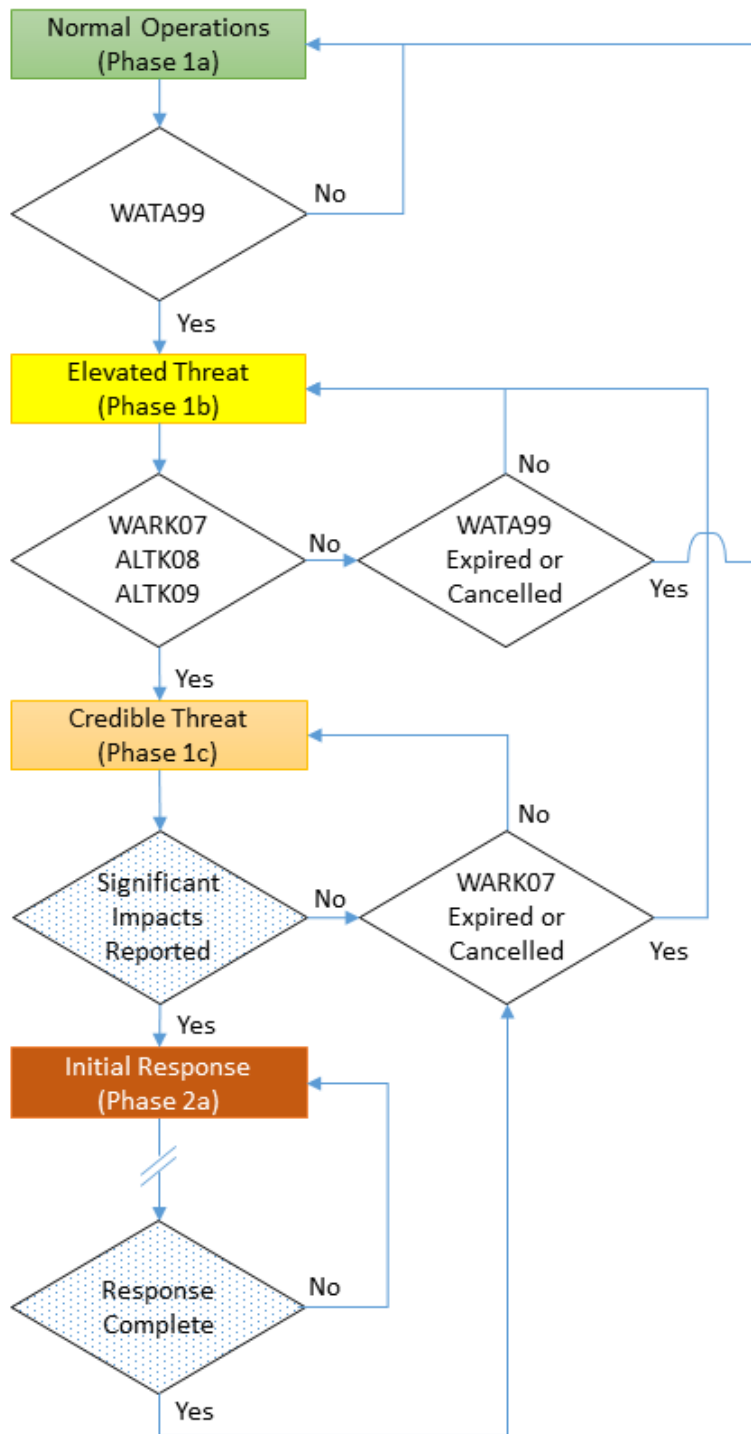 Normal Operations
(Phase 1a)
WATA99
No
Yes
Elevated Threat
(Phase 1b)
WARK07
ALTK08
ALTK09
No
No
WATA99
Expired or
Cancelled
Yes
Yes
Credible Threat
(Phase 1c)
Significant
Impacts
Reported
No
No
WARK07
Expired or
Cancelled
Yes
Yes
Initial Response
(Phase 2a)
Response
Complete
No
Yes